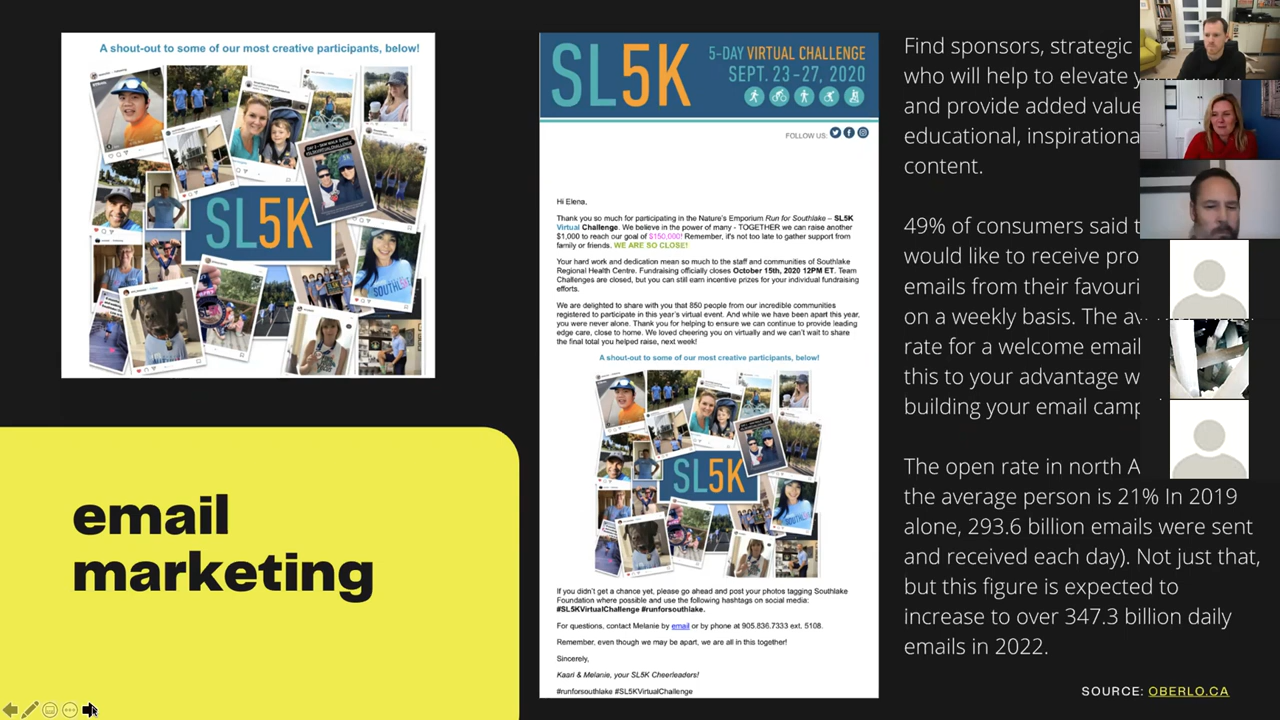 A shout-out to some of our most creative participants, below!
SL5K
email
marketing
SL5K
5-DAY VIRTUAL CHALLENGE
SEPT. 23-27, 2020
FOLLOW US:
Hi Elena,
Thank you so much for participating in the Nature's Emporium Run for Southlake – SL5K
Virtual Challenge. We believe in the power of many - TOGETHER we can raise another
$1,000 to reach our goal of $150,000! Remember, it's not too late to gather support from
family or friends. WE ARE SO CLOSE!
Your hard work and dedication mean so much to the staff and communities of Southlake
Regional Health Centre. Fundraising officially closes October 15th, 2020 12PM ET. Team
Challenges are closed, but you can still earn incentive prizes for your individual fundraising
efforts.
We are delighted to share with you that 850 people from our incredible communities
registered to participate in this year's virtual event. And while we have been apart this year,
you were never alone. Thank you for helping to ensure we can continue to provide leading
edge care, close to home. We loved cheering you on virtually and we can't wait to share
the final total you helped raise, next week!
A shout-out to some of our most creative participants, below!
SL5K
If you didn't get a chance yet, please go ahead and post your photos tagging Southlake
Foundation where possible and use the following hashtags on social media:
#SL5KVirtualChallenge #runforsouthlake.
For questions, contact Melanie by email or by phone at 905.836.7333 ext. 5108.
Remember, even though we may be apart, we are all in this together!
Sincerely,
Kaari & Melanie, your SL5K Cheerleaders!
#runforsouthlake #SL5KVirtualChallenge
Find sponsors, strategic
who will help to elevate
and provide added value
educational, inspirationa
content.
49% of consumers said t
would like to receive pro
emails from their favouri
on a weekly basis. The av
rate for a welcome email
this to your advantage w
building your email camp
The open rate in north A
the average person is 21% In 2019
alone, 293.6 billion emails were sent
and received each day). Not just that,
but this figure is expected to
increase to over 347.3 billion daily
emails in 2022.
SOURCE: OBERLO.CA